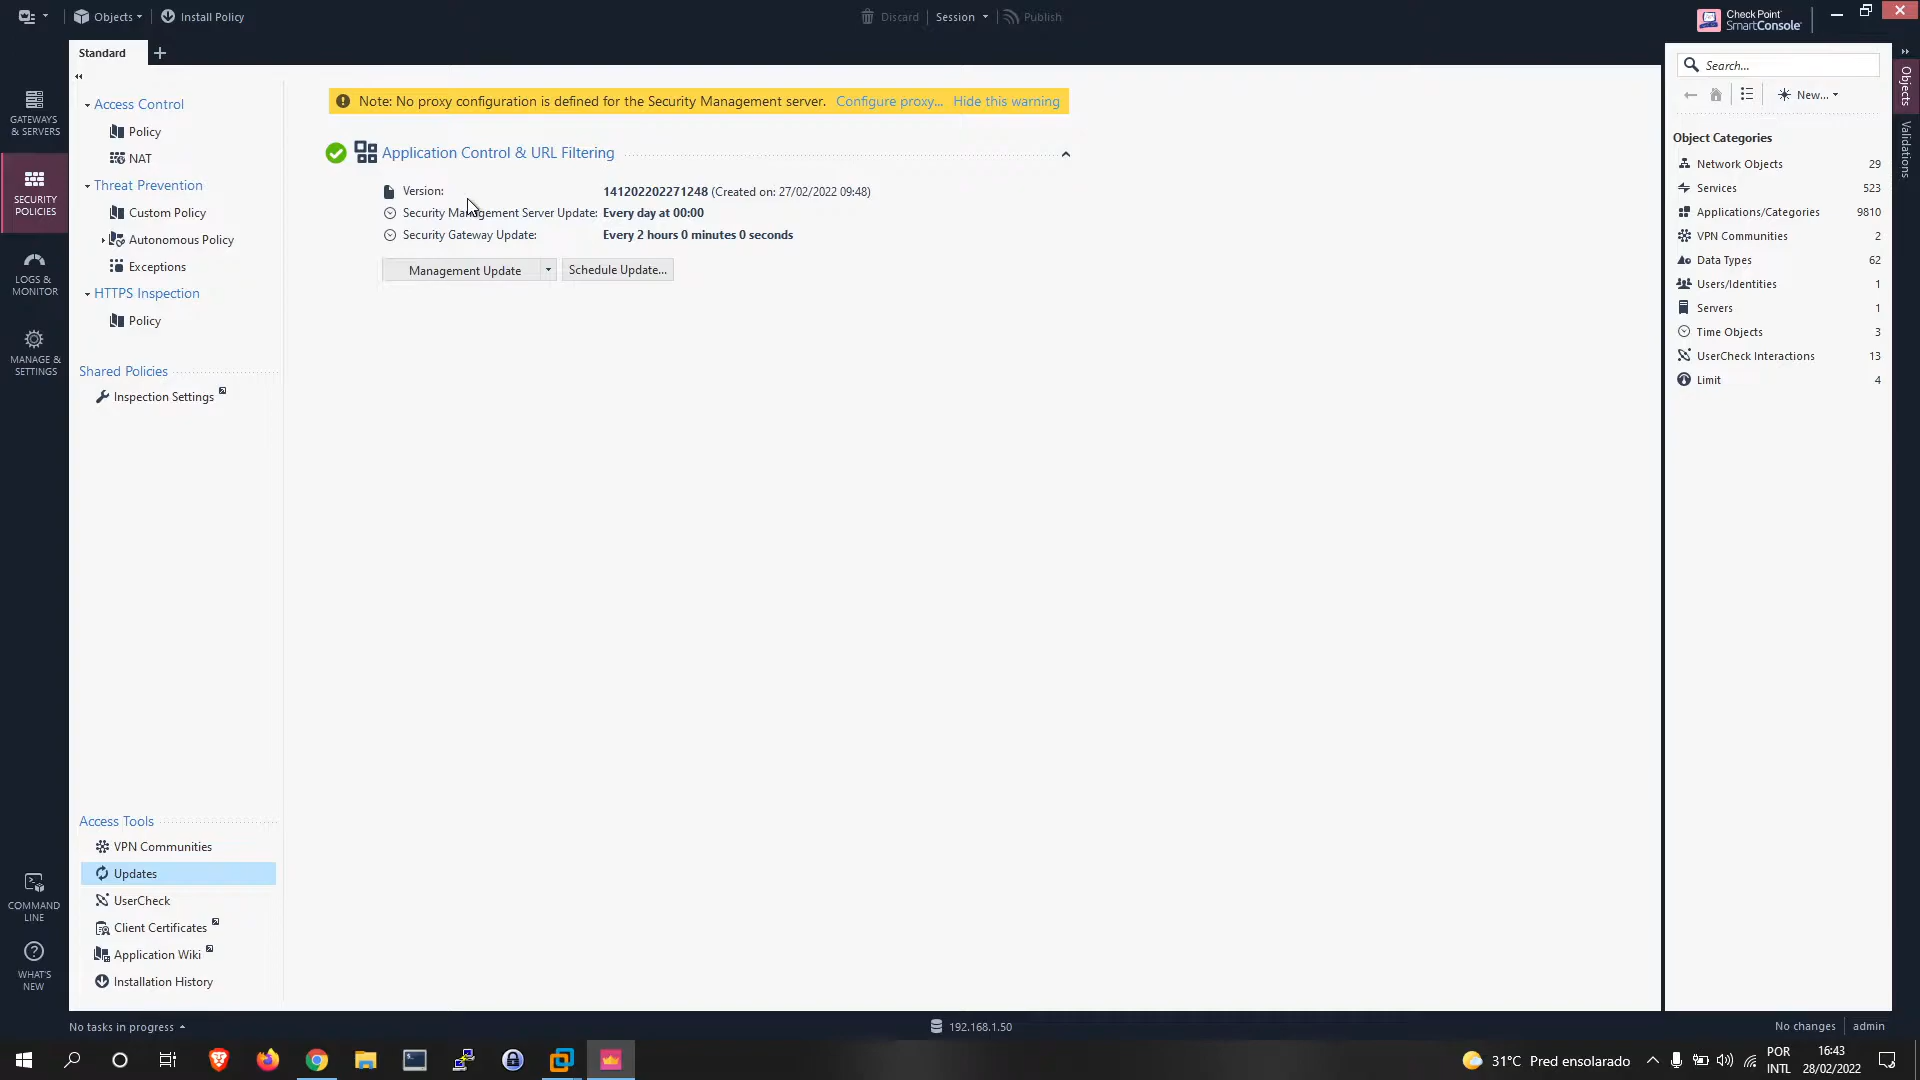 Objects
Install Policy
Discard
Session
Publish
Check Point
SmartConsole
Standard
GATEWAYS
& SERVERS
SECURITY
POLICIES
LOGS &
MONITOR
MANAGE &
SETTINGS
COMMAND
LINE
WHAT'S
NEW
Access Control
Policy
NAT
Threat Prevention
Custom Policy
Autonomous Policy
Exceptions
HTTPS Inspection
Policy
Shared Policies
Inspection Settings
Access Tools
VPN Communities
Updates
UserCheck
Client Certificates
Application Wiki
Installation History
Note: No proxy configuration is defined for the Security Management server. Configure proxy... Hide this warning
Application Control & URL Filtering
Version: 141202202271248 (Created on: 27/02/2022 09:48)
Security Management Server Update: Every day at 00:00
Security Gateway Update: Every 2 hours 0 minutes 0 seconds
Management Update
Schedule Update...
Search...
New...
Object Categories
Network Objects 29
Services 523
Applications/Categories 9810
VPN Communities 2
Data Types 62
Users/Identities 1
Servers 1
Time Objects 3
UserCheck Interactions 13
Limit 4
Objects
Validations
No tasks in progress
192.168.1.50
No changes
admin
31°C Pred ensolarado
POR
INTL
16:43
28/02/2022